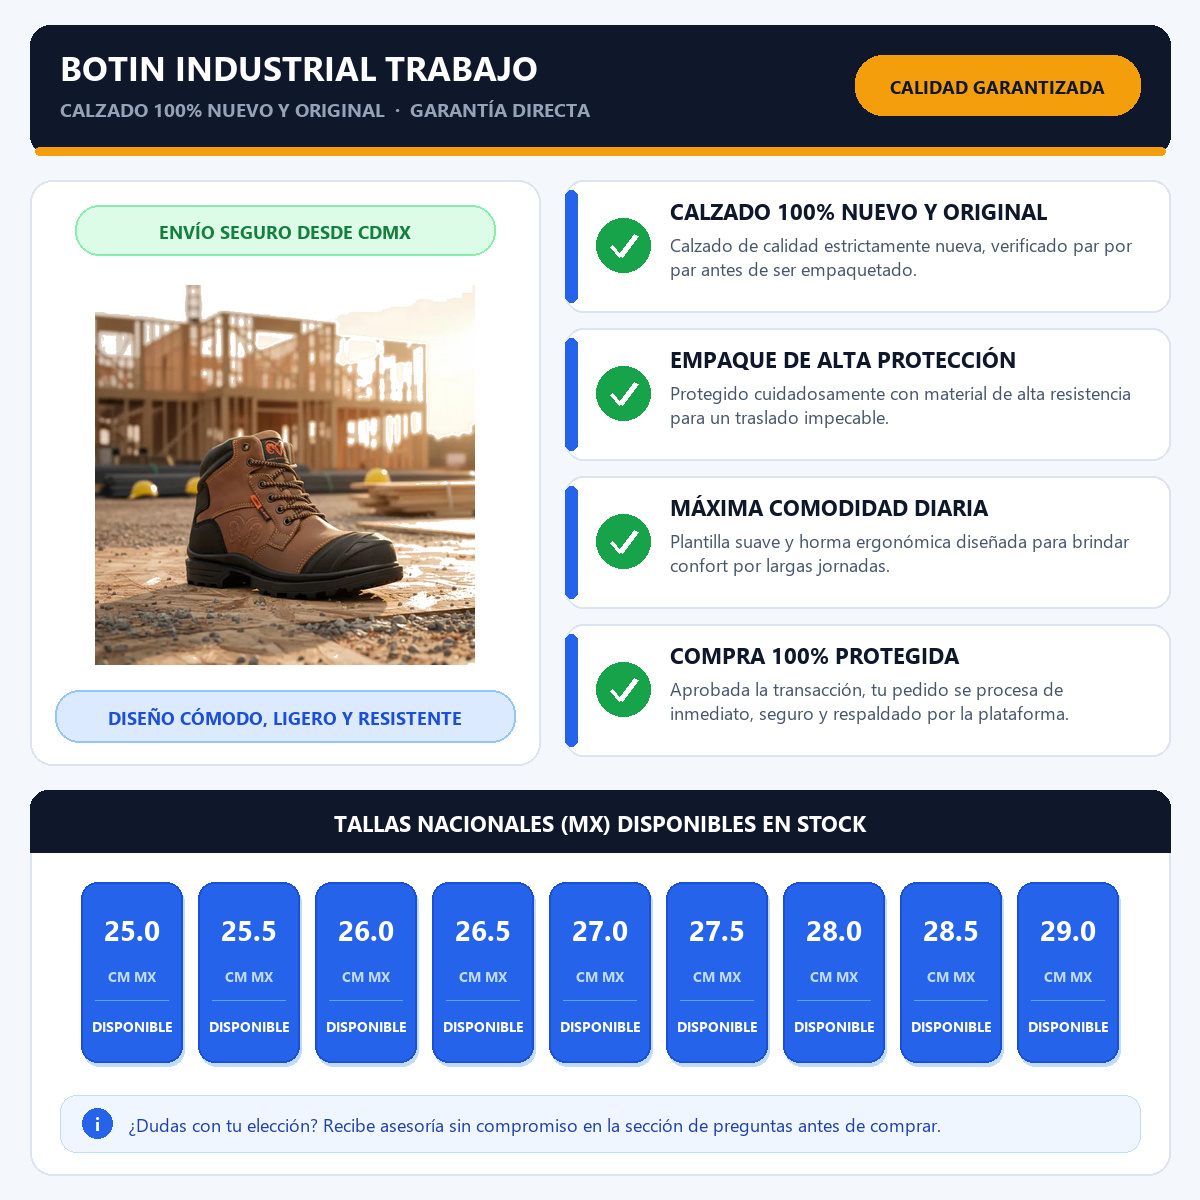 BOTIN INDUSTRIAL TRABAJO
CALZADO 100% NUEVO Y ORIGINAL · GARANTÍA DIRECTA
CALIDAD GARANTIZADA
ENVÍO SEGURO DESDE CDMX
DISEÑO CÓMODO, LIGERO Y RESISTENTE
CALZADO 100% NUEVO Y ORIGINAL
Calzado de calidad estrictamente nueva, verificado par por
par antes de ser empaquetado.
EMPAQUE DE ALTA PROTECCIÓN
Protegido cuidadosamente con material de alta resistencia
para un traslado impecable.
MÁXIMA COMODIDAD DIARIA
Plantilla suave y horma ergonómica diseñada para brindar
confort por largas jornadas.
COMPRA 100% PROTEGIDA
Aprobada la transacción, tu pedido se procesa de
inmediato, seguro y respaldado por la plataforma.
TALLAS NACIONALES (MX) DISPONIBLES EN STOCK
25.0 25.5 26.0 26.5 27.0 27.5 28.0 28.5 29.0
CM MX CM MX CM MX CM MX CM MX CM MX CM MX CM MX CM MX
DISPONIBLE DISPONIBLE DISPONIBLE DISPONIBLE DISPONIBLE DISPONIBLE DISPONIBLE DISPONIBLE DISPONIBLE
i ¿Dudas con tu elección? Recibe asesoría sin compromiso en la sección de preguntas antes de comprar.